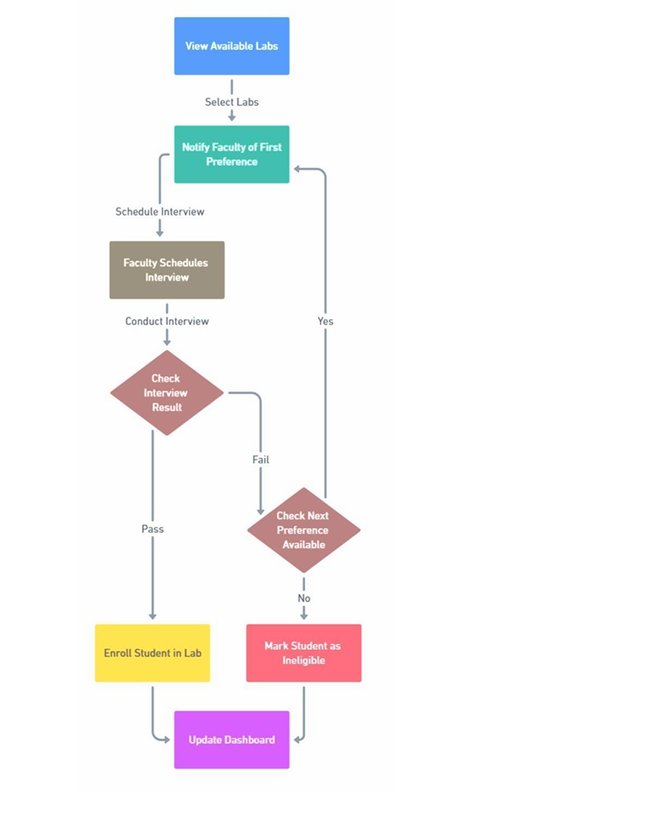 View Available Labs
Select Labs
Notify Faculty of First
Preference
Schedule Interview
Faculty Schedules
Interview
Conduct Interview
Yes
Check
Interview
Result
Fail
Check Next
Preference
Available
Pass
No
Enroll Student in Lab
Mark Student as
Ineligible
Update Dashboard